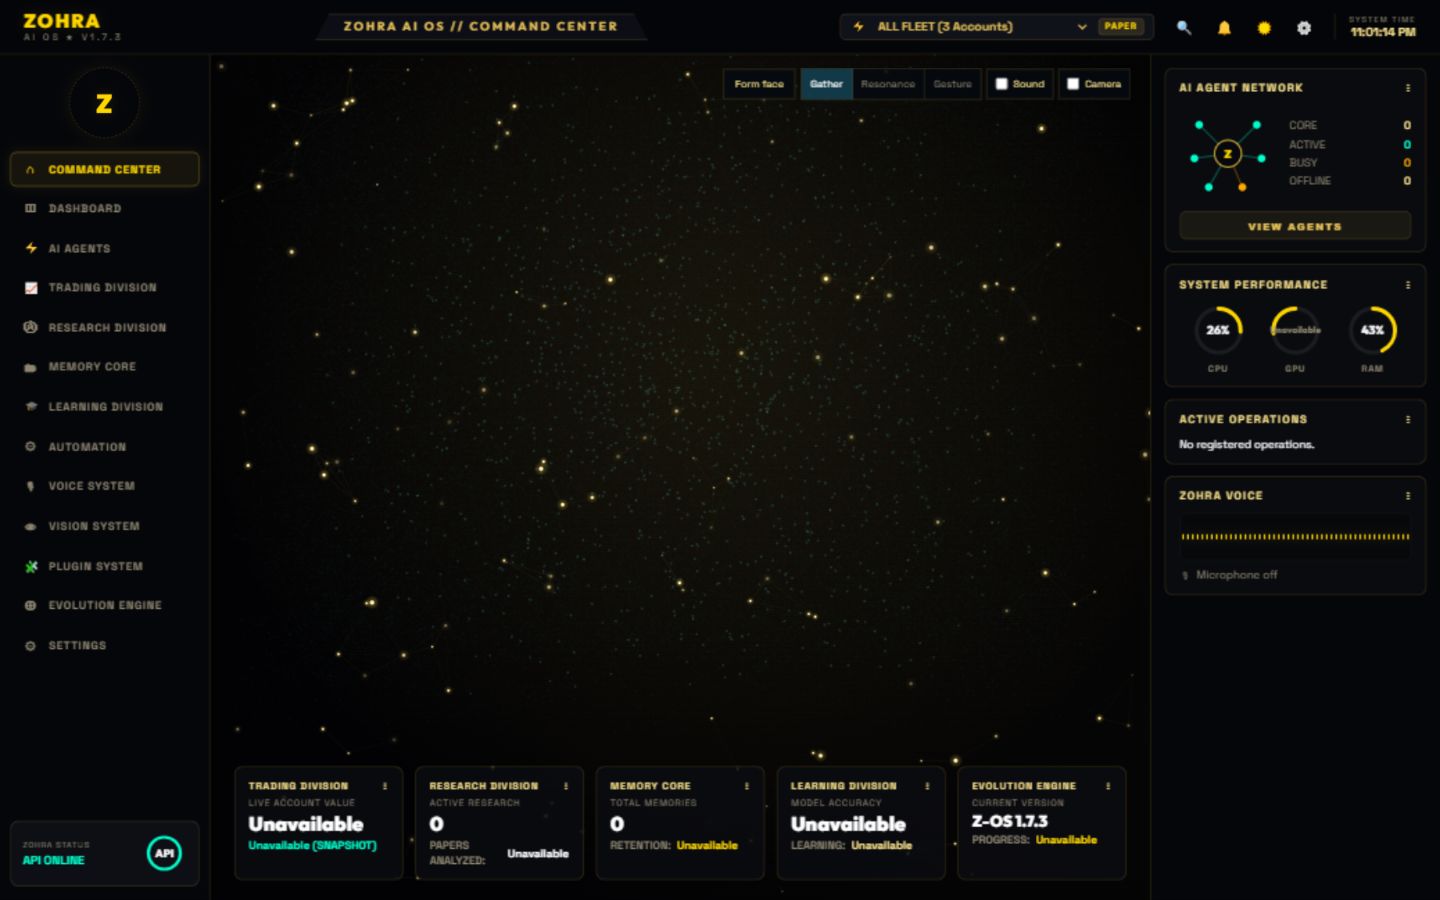 ZOHRA
AI OS ★ V1.7.3
ZOHRA AI OS // COMMAND CENTER
ALL FLEET (3 Accounts)
PAPER
SYSTEM TIME
11:01:14 PM
Z
COMMAND CENTER
DASHBOARD
AI AGENTS
TRADING DIVISION
RESEARCH DIVISION
MEMORY CORE
LEARNING DIVISION
AUTOMATION
VOICE SYSTEM
VISION SYSTEM
PLUGIN SYSTEM
EVOLUTION ENGINE
SETTINGS
ZOHRA STATUS
API ONLINE
API
Form face
Gather
Resonance
Gesture
Sound
Camera
TRADING DIVISION
LIVE ACCOUNT VALUE
Unavailable
Unavailable (SNAPSHOT)
RESEARCH DIVISION
ACTIVE RESEARCH
0
PAPERS ANALYZED: Unavailable
MEMORY CORE
TOTAL MEMORIES
0
RETENTION: Unavailable
LEARNING DIVISION
MODEL ACCURACY
Unavailable
LEARNING: Unavailable
EVOLUTION ENGINE
CURRENT VERSION
Z-OS 1.7.3
PROGRESS: Unavailable
AI AGENT NETWORK
Z
CORE 0
ACTIVE 0
BUSY 0
OFFLINE 0
VIEW AGENTS
SYSTEM PERFORMANCE
26% Unavailable 43%
CPU GPU RAM
ACTIVE OPERATIONS
No registered operations.
ZOHRA VOICE
Microphone off